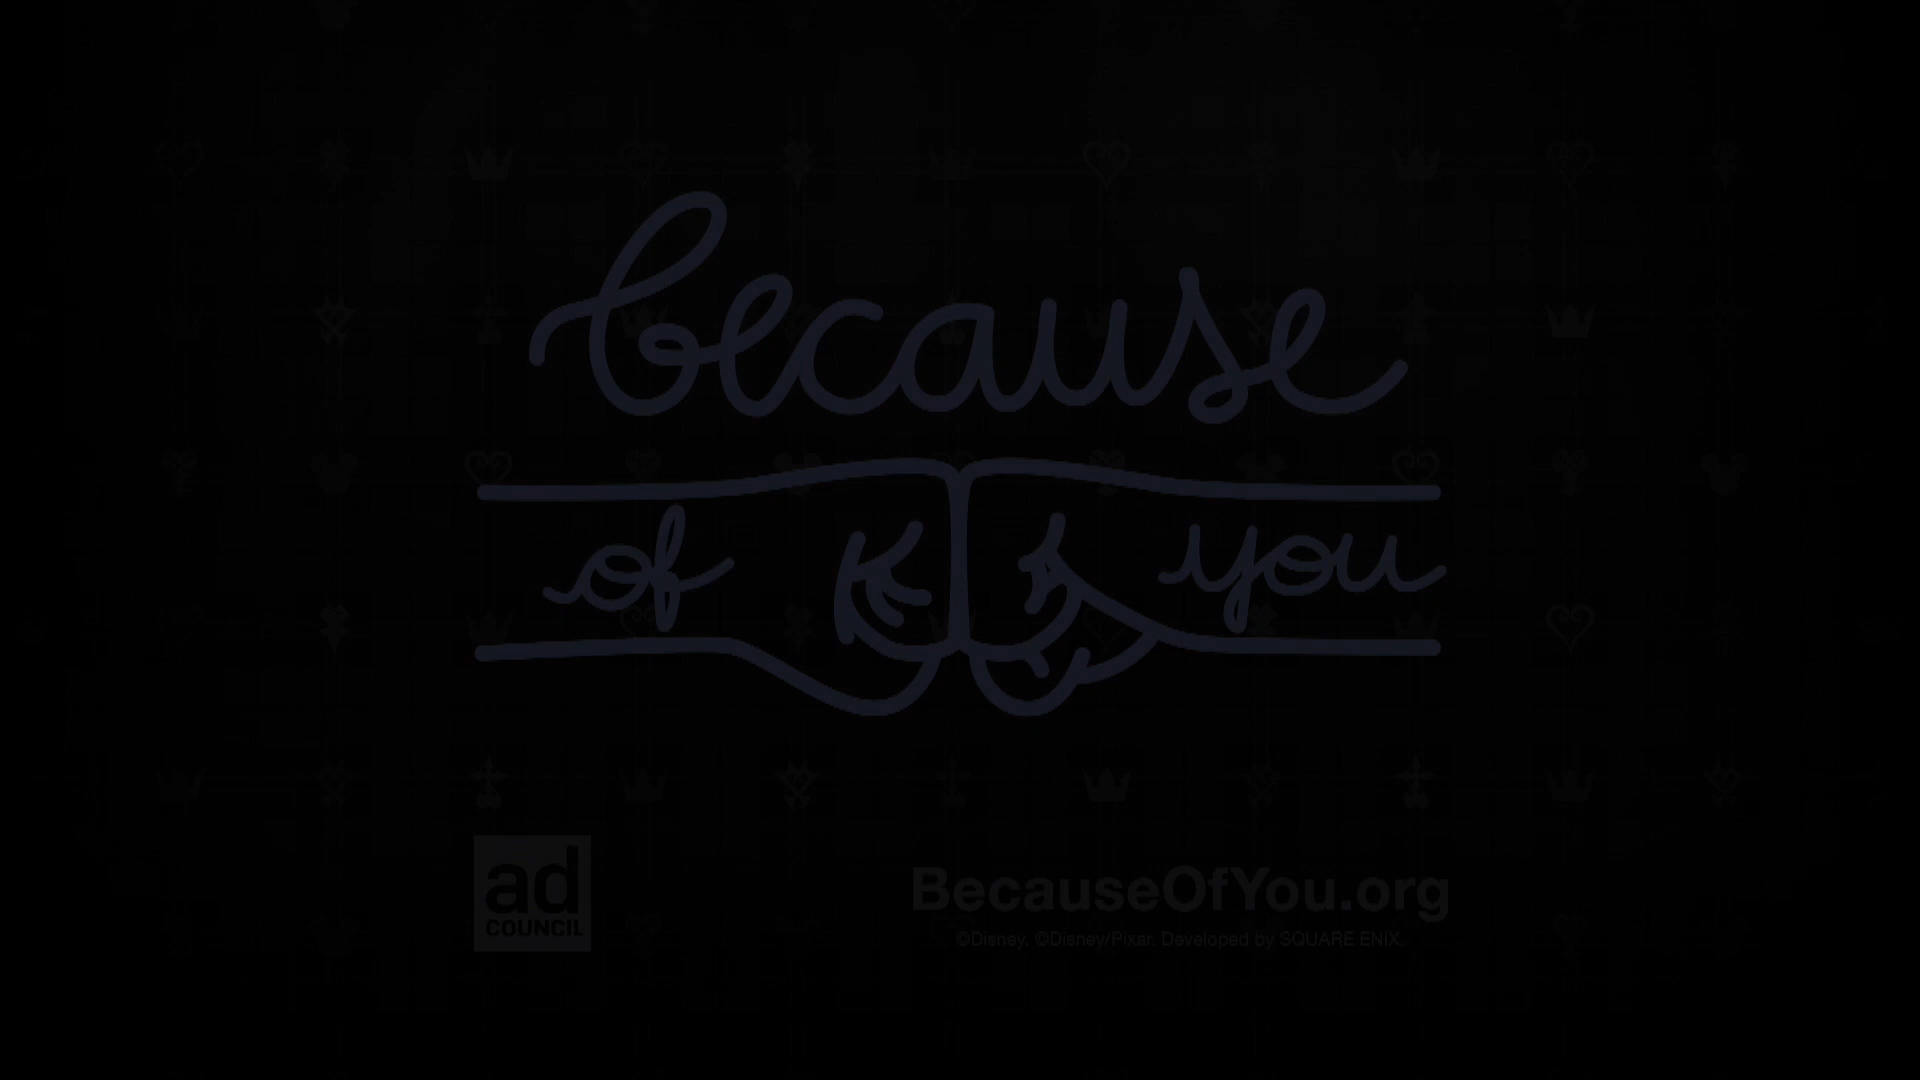 because
of you
ad
COUNCIL
BecauseOfYou.org
©Disney. ©Disney/Pixar. Developed by SQUARE ENIX.